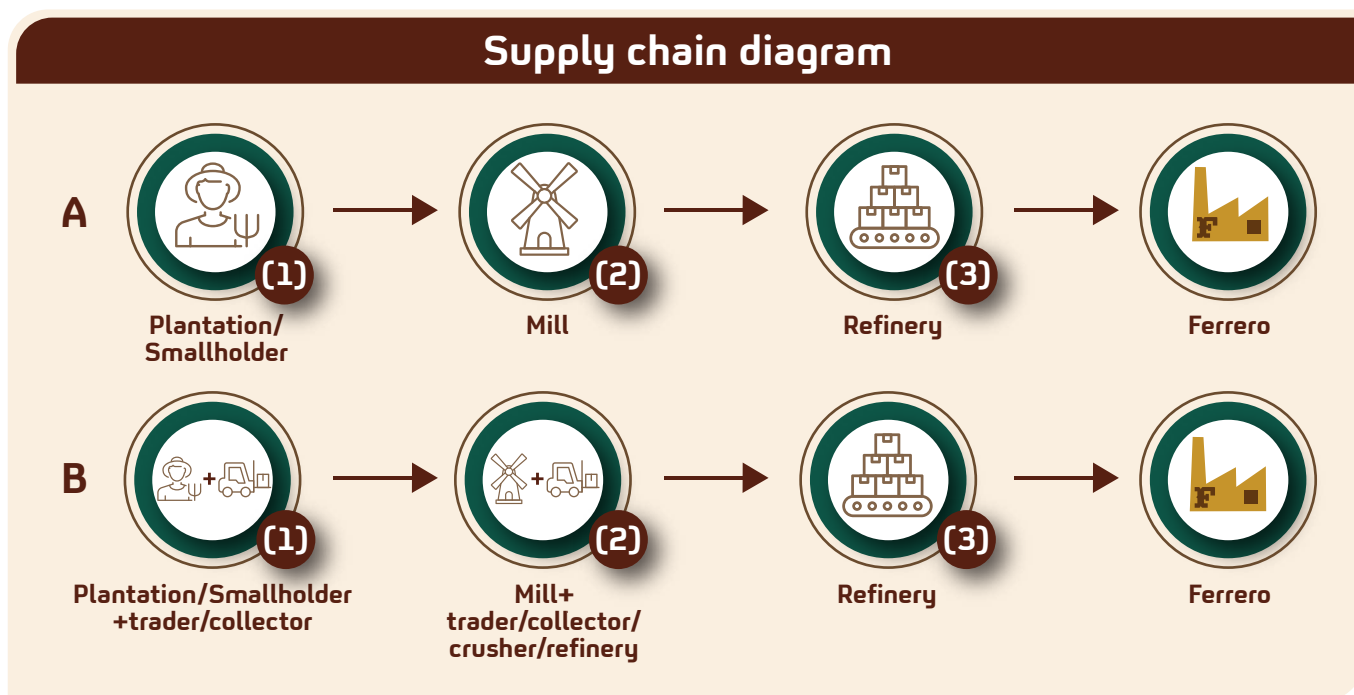 Supply chain diagram
A
(1)
(2)
(3)
F
Plantation/
Smallholder
Mill
Refinery
Ferrero
B
+
+
F
(1)
(2)
(3)
Plantation/Smallholder
+trader/collector
Mill+
trader/collector/
crusher/refinery
Refinery
Ferrero